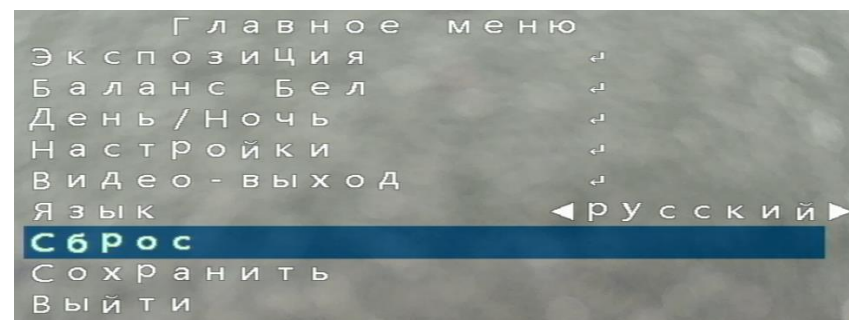 Главное меню
Экспозиция ↵
Баланс Бел ↵
День/Ночь ↵
Настройки ↵
Видео-выход ↵
Язык ◀русский▶
Сброс
Сохранить
Выйти